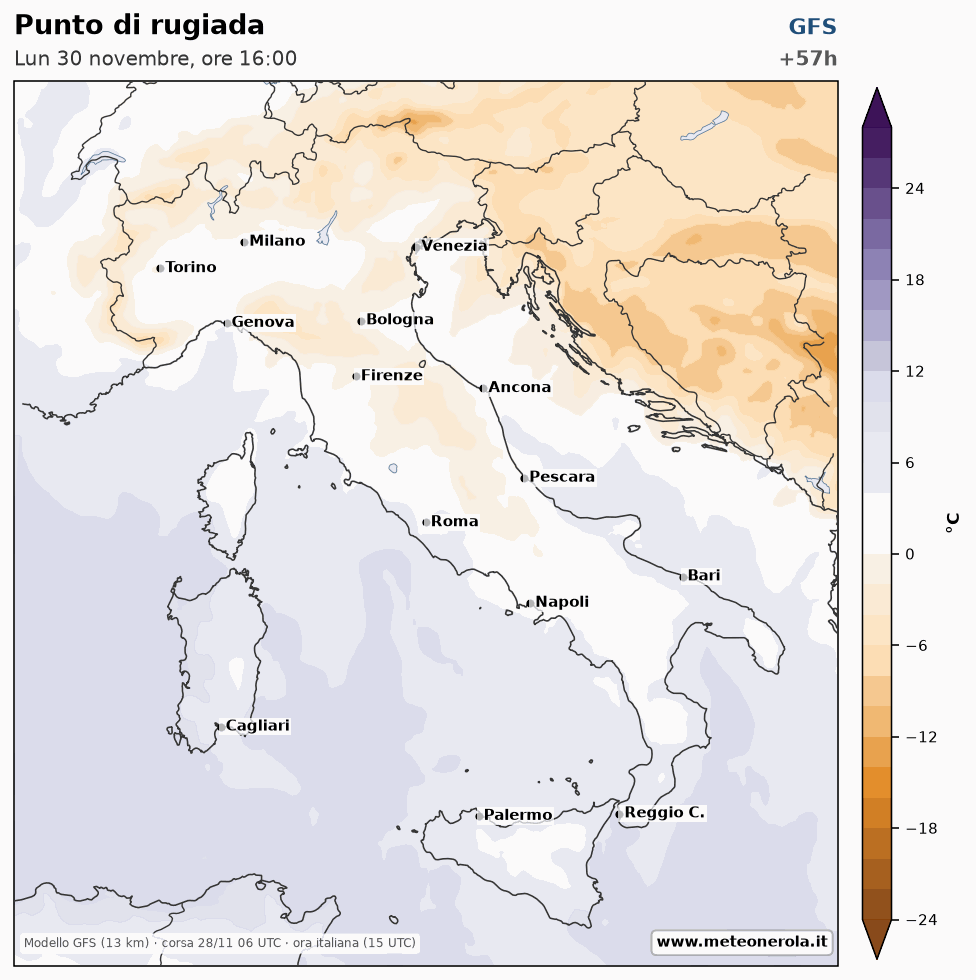 Punto di rugiada
GFS
Lun 30 novembre, ore 16:00
+57h
Milano
Venezia
Torino
Genova
Bologna
Firenze
Ancona
Pescara
Roma
Bari
Napoli
Cagliari
Palermo
Reggio C.
24
18
12
6
0
−6
−12
−18
−24
°C
Modello GFS (13 km) · corsa 28/11 06 UTC · ora italiana (15 UTC)
www.meteonerola.it